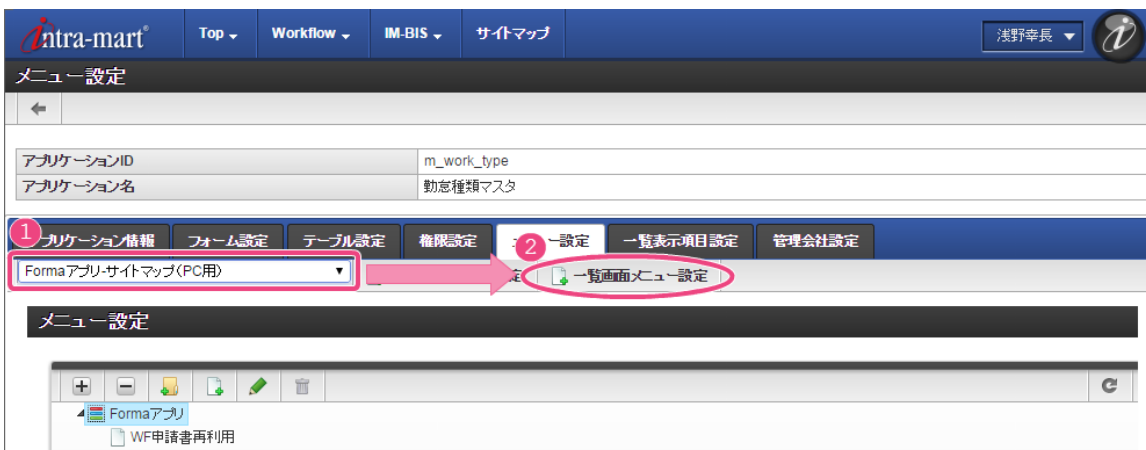 intra-mart® Top Workflow IM-BIS サイトマップ 浅野幸長
メニュー設定
アプリケーションID m_work_type
アプリケーション名 勤怠種類マスタ
1 プリケーション情報 フォーム設定 テーブル設定 権限設定 2 ー設定 一覧表示項目設定 管理会社設定
Formaアプリ-サイトマップ(PC用) 定 一覧画面メニュー設定
メニュー設定
Formaアプリ
WF申請書再利用